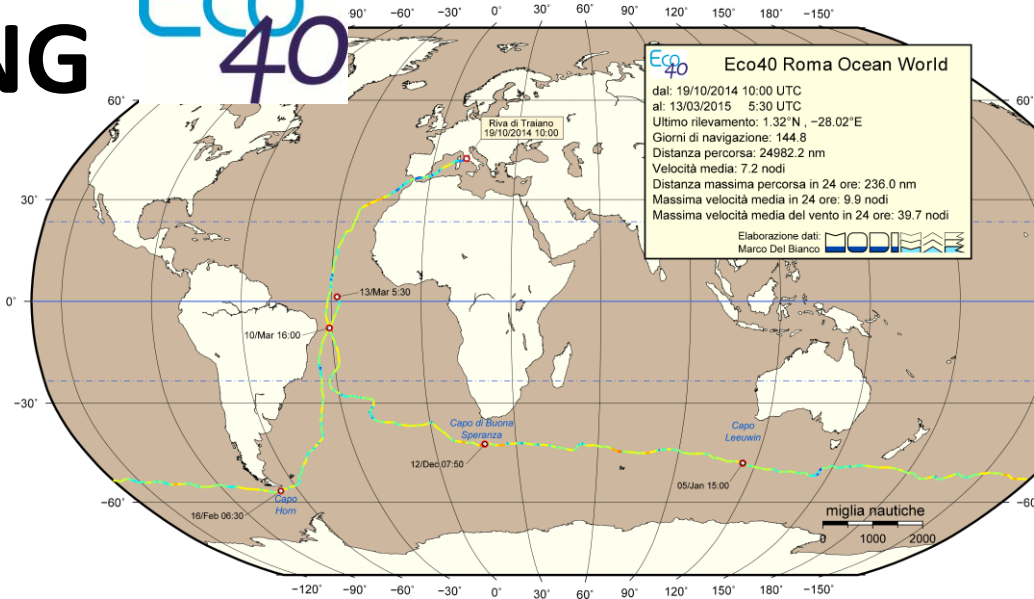 NG
Eco
40
−90° −60° −30° 0° 30° 60° 90° 120° 150° 180° −150°
Eco
40
Eco40 Roma Ocean World
dal: 19/10/2014 10:00 UTC
al: 13/03/2015 5:30 UTC
Ultimo rilevamento: 1.32°N , −28.02°E
Giorni di navigazione: 144.8
Distanza percorsa: 24982.2 nm
Velocità media: 7.2 nodi
Distanza massima percorsa in 24 ore: 236.0 nm
Massima velocità media in 24 ore: 9.9 nodi
Massima velocità media del vento in 24 ore: 39.7 nodi
Elaborazione dati:
Marco Del Bianco
60° 60°
Riva di Traiano
19/10/2014 10:00
30°
13/Mar 5:30
0°
10/Mar 16:00
−30°
Capo di Buona
Speranza
Capo
Leeuwin
12/Dec 07:50
05/Jan 15:00
Capo
Horn
−60°
16/Feb 06:30
miglia nautiche
0 1000 2000
−120° −90° −60° −30° 0° 30° 60° 90° 120° 150° 180° −150°